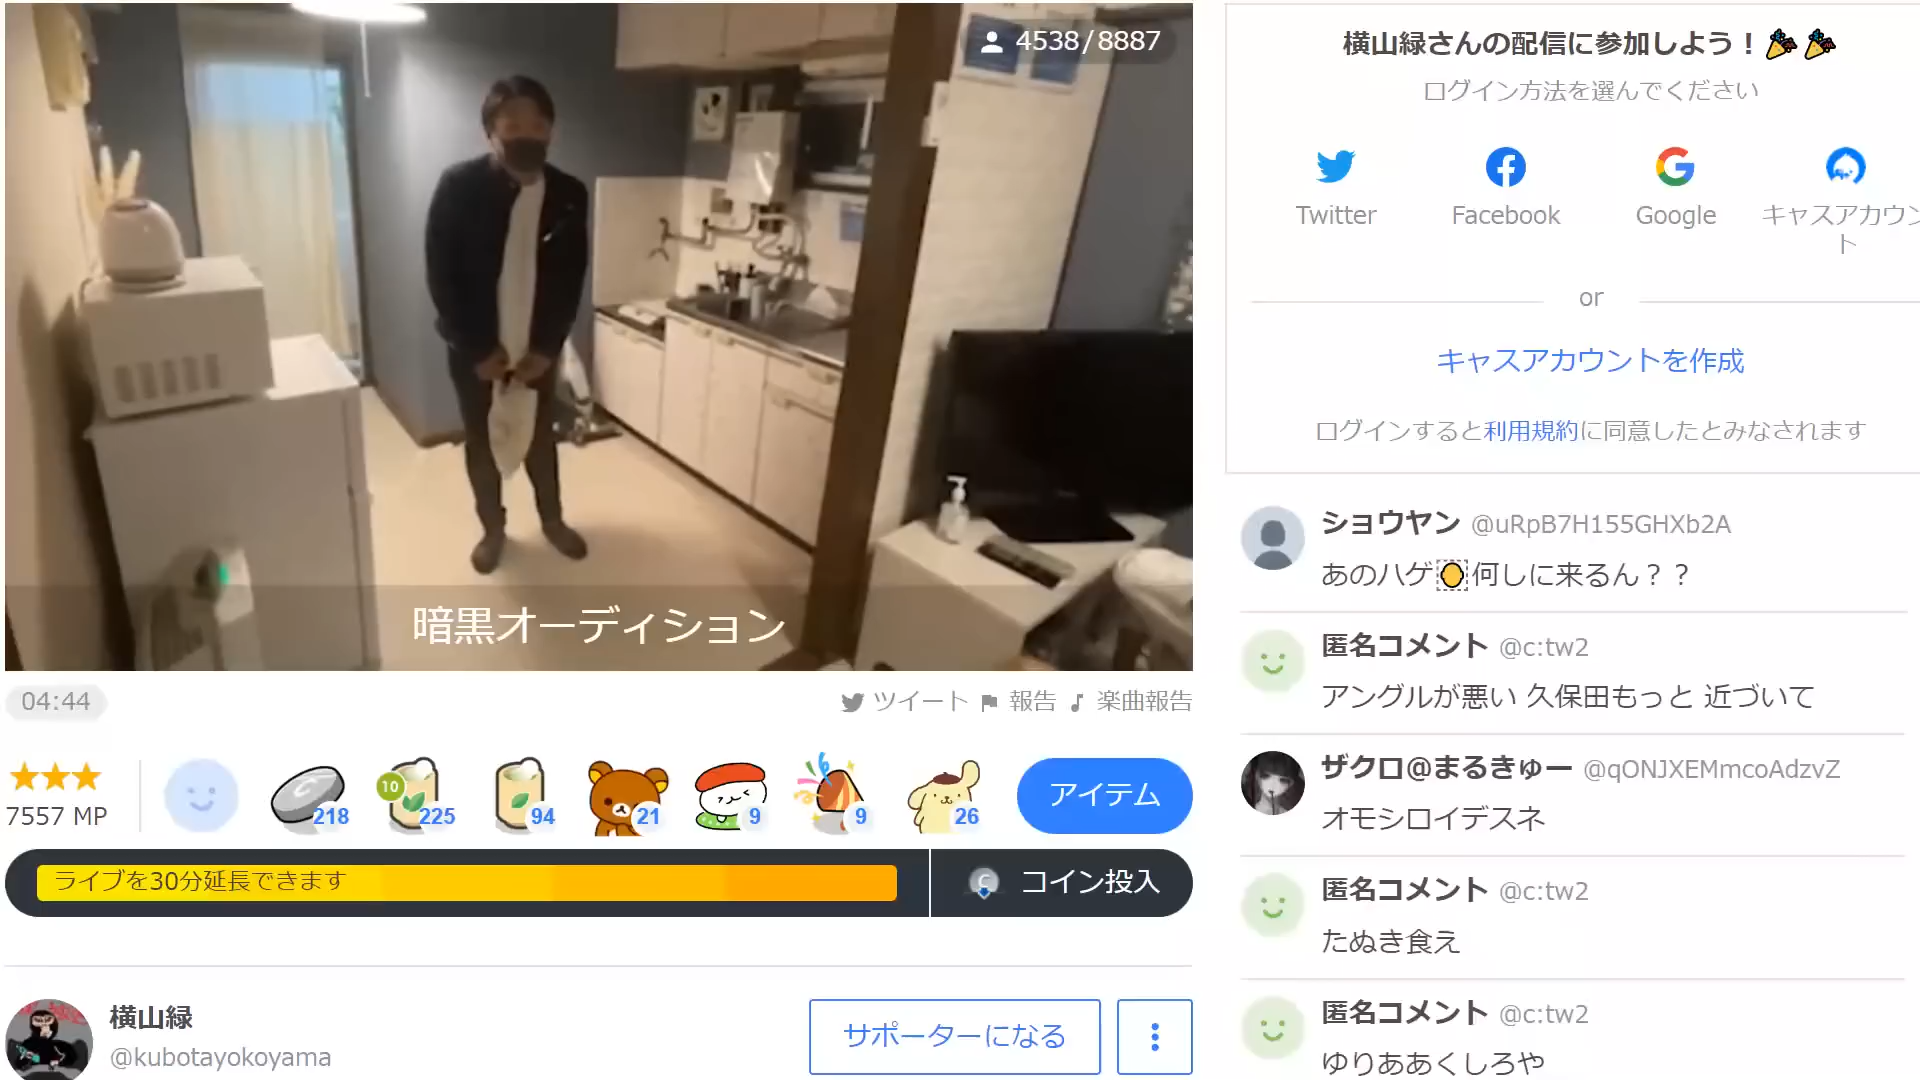 4538/8887
暗黒オーディション
04:44
ツイート 報告 楽曲報告
7557 MP
218
10
225
94
21
9
9
26
アイテム
ライブを30分延長できます
コイン投入
横山緑
@kubotayokoyama
サポーターになる
横山緑さんの配信に参加しよう！
ログイン方法を選んでください
Twitter
Facebook
Google
キャスアカウン
ト
or
キャスアカウントを作成
ログインすると利用規約に同意したとみなされます
ショウヤン @uRpB7H155GHXb2A
あのハゲ何しに来るん？？
匿名コメント @c:tw2
アングルが悪い 久保田もっと 近づいて
ザクロ@まるきゅー @qONJXEMmcoAdzvZ
オモシロイデスネ
匿名コメント @c:tw2
たぬき食え
匿名コメント @c:tw2
ゆりああくしろや